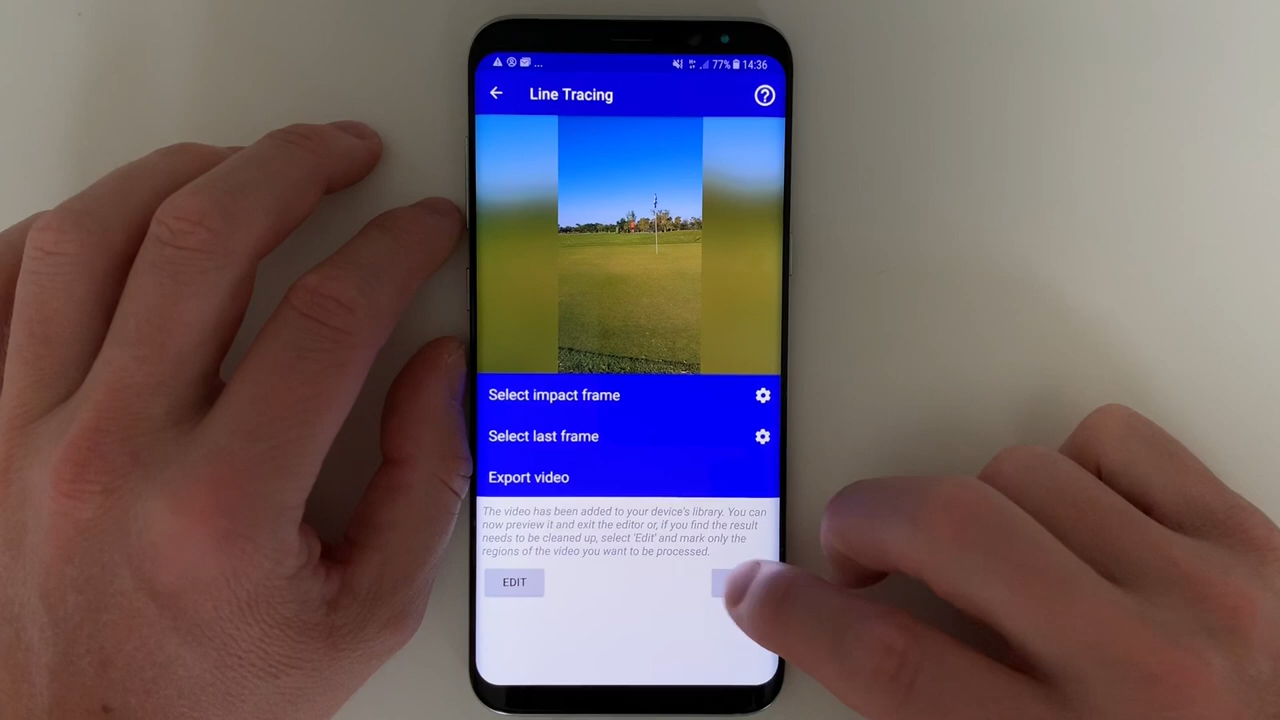 ... 77% 14:36
Line Tracing
Select impact frame
Select last frame
Export video
The video has been added to your device's library. You can
now preview it and exit the editor or, if you find the result
needs to be cleaned up, select 'Edit' and mark only the
regions of the video you want to be processed.
EDIT